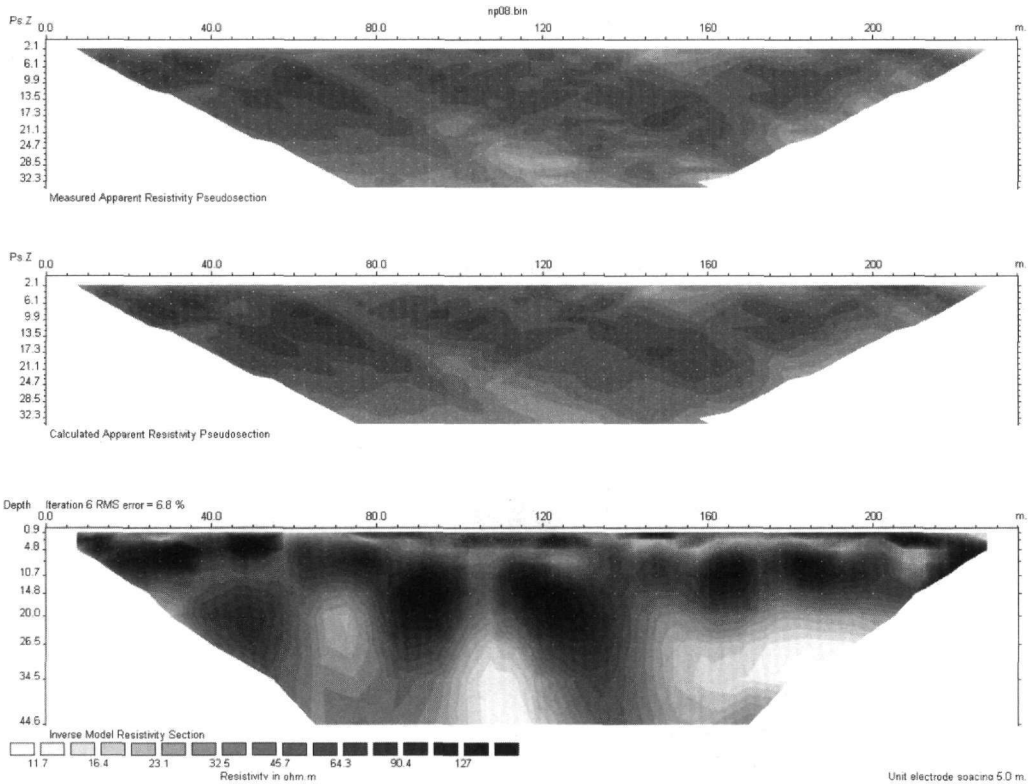 np08.bin
Ps.Z 0.0 40.0 80.0 120 160 200 m.
2.1
6.1
9.9
13.5
17.3
21.1
24.7
28.5
32.3
Measured Apparent Resistivity Pseudosection
Ps.Z 0.0 40.0 80.0 120 160 200 m.
2.1
6.1
9.9
13.5
17.3
21.1
24.7
28.5
32.3
Calculated Apparent Resistivity Pseudosection
Depth Iteration 6 RMS error = 6.8 %
40.0 80.0 120 160 200 m.
0.9
4.8
10.7
14.8
20.0
26.5
34.5
44.6
Inverse Model Resistivity Section
11.7 16.4 23.1 32.5 45.7 64.3 90.4 127
Resistivity in ohm.m
Unit electrode spacing 5.0 m.